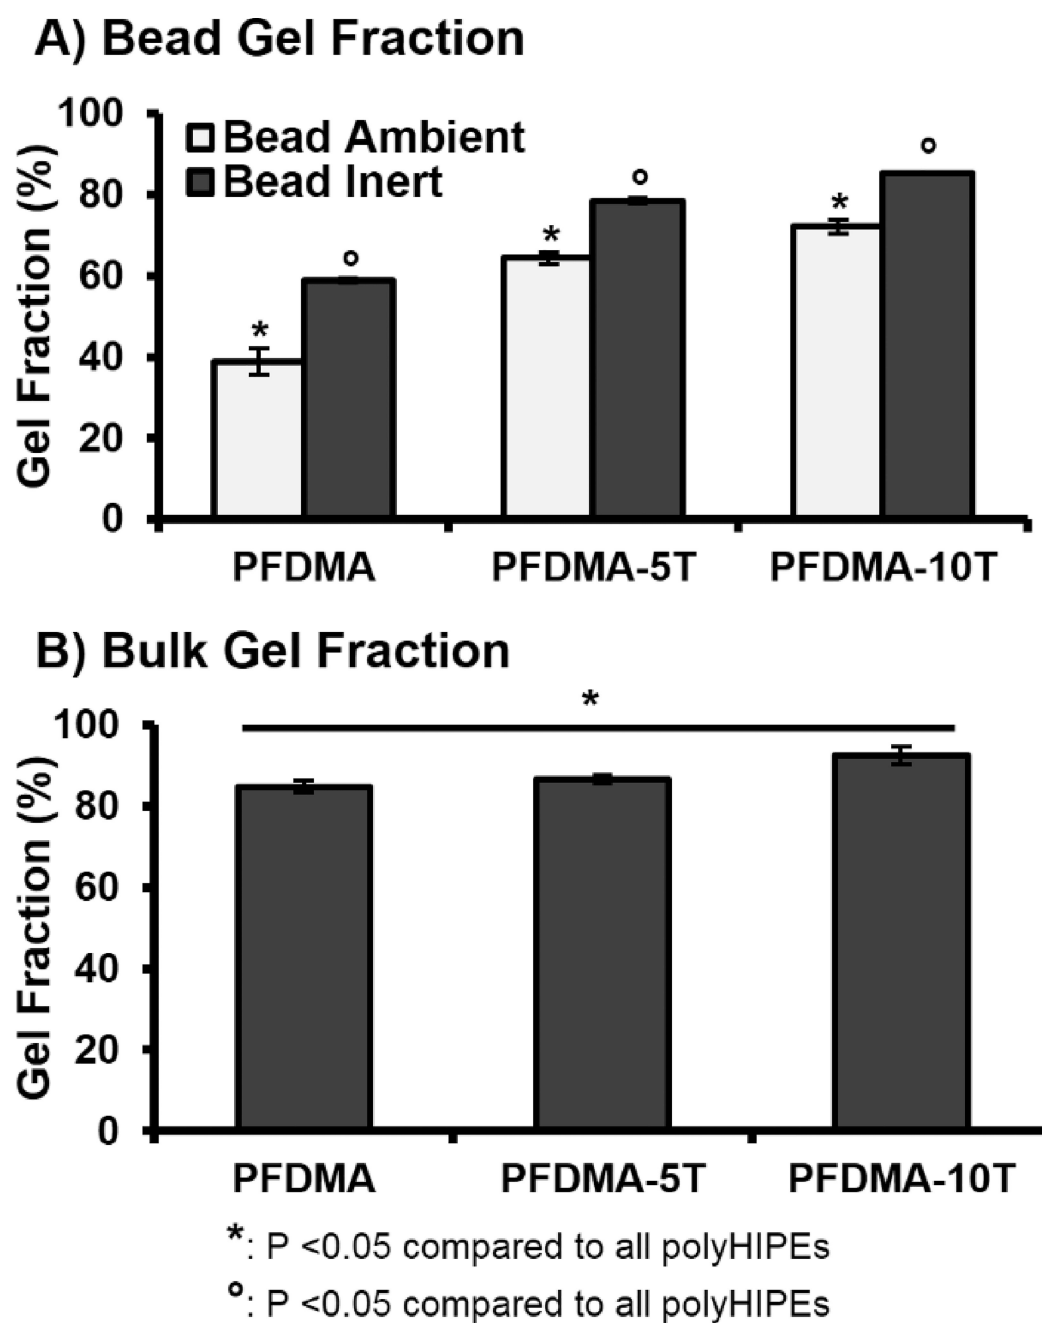 A) Bead Gel Fraction
Gel Fraction (%)
100
80
60
40
20
0
Bead Ambient
Bead Inert
* ° * ° * °
PFDMA PFDMA-5T PFDMA-10T
B) Bulk Gel Fraction
Gel Fraction (%)
100
80
60
40
20
0
*
PFDMA PFDMA-5T PFDMA-10T
*: P <0.05 compared to all polyHIPEs
°: P <0.05 compared to all polyHIPEs